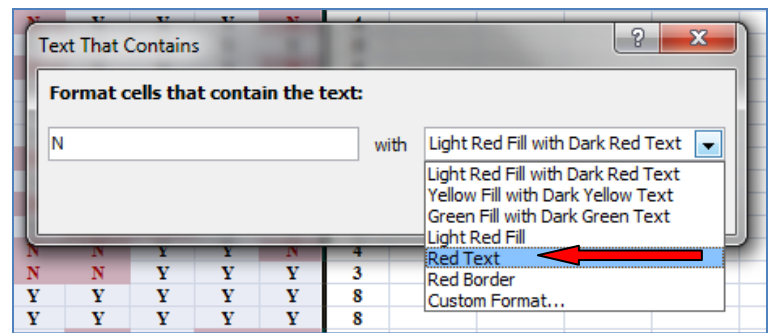 Text That Contains
Format cells that contain the text:
N with Light Red Fill with Dark Red Text
Light Red Fill with Dark Red Text
Yellow Fill with Dark Yellow Text
Green Fill with Dark Green Text
Light Red Fill
Red Text
Red Border
Custom Format...
N N Y Y N 4
N N Y Y Y 3
Y Y Y Y Y 8
Y Y Y Y Y 8